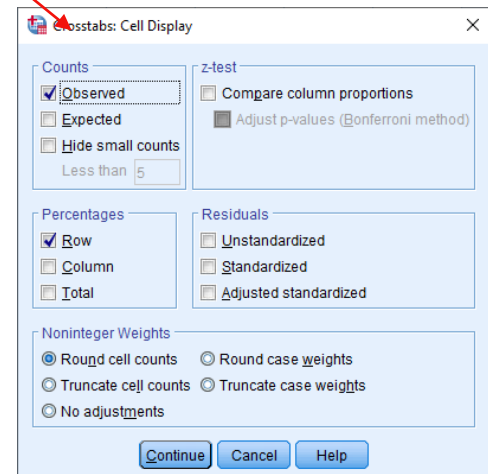 Crosstabs: Cell Display
Counts
Observed
Expected
Hide small counts
Less than 5
z-test
Compare column proportions
Adjust p-values (Bonferroni method)
Percentages
Row
Column
Total
Residuals
Unstandardized
Standardized
Adjusted standardized
Noninteger Weights
Round cell counts Round case weights
Truncate cell counts Truncate case weights
No adjustments
Continue Cancel Help